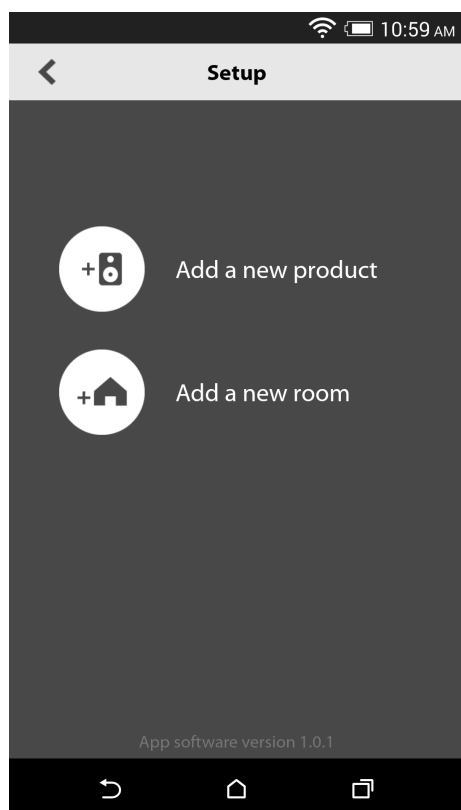 10:59 AM
Setup
Add a new product
Add a new room
App software version 1.0.1